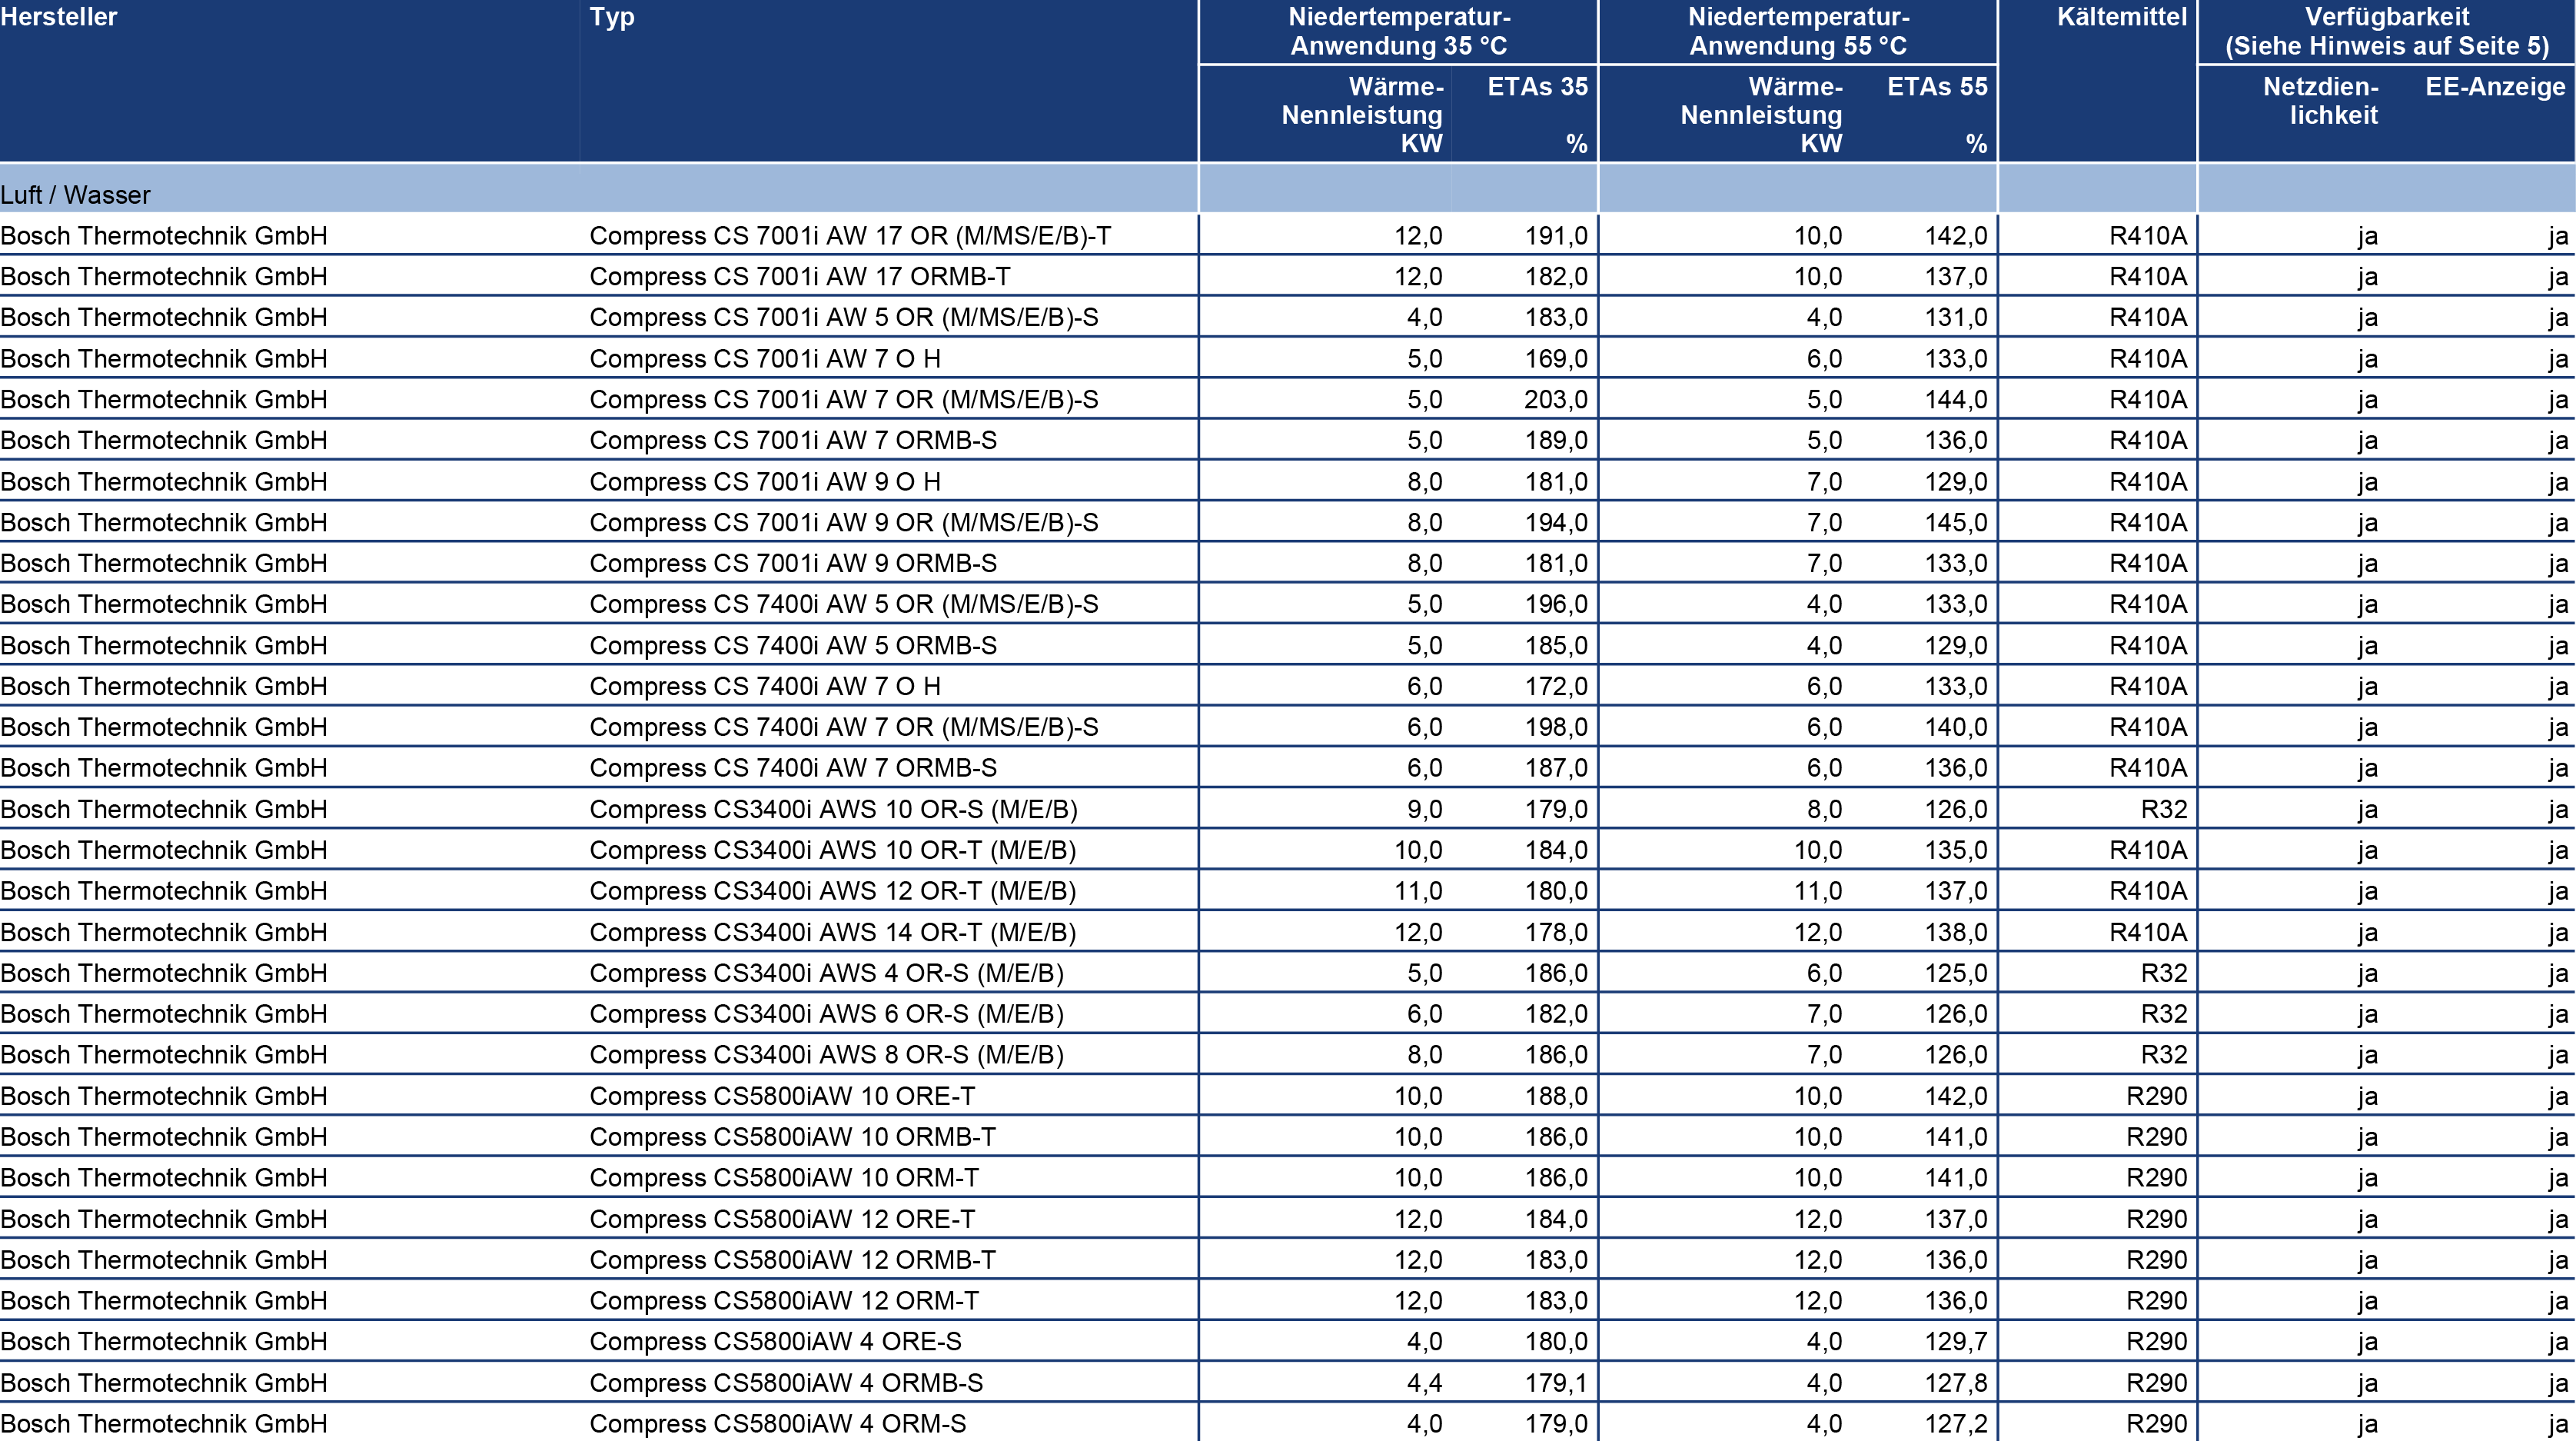 Hersteller Typ Niedertemperatur-Anwendung 35 °C Niedertemperatur-Anwendung 55 °C Kältemittel Verfügbarkeit (Siehe Hinweis auf Seite 5)
Wärme-Nennleistung KW ETAs 35 % Wärme-Nennleistung KW ETAs 55 % Netzdien-lichkeit EE-Anzeige
Luft / Wasser
Bosch Thermotechnik GmbH Compress CS 7001i AW 17 OR (M/MS/E/B)-T 12,0 191,0 10,0 142,0 R410A ja ja
Bosch Thermotechnik GmbH Compress CS 7001i AW 17 ORMB-T 12,0 182,0 10,0 137,0 R410A ja ja
Bosch Thermotechnik GmbH Compress CS 7001i AW 5 OR (M/MS/E/B)-S 4,0 183,0 4,0 131,0 R410A ja ja
Bosch Thermotechnik GmbH Compress CS 7001i AW 7 O H 5,0 169,0 6,0 133,0 R410A ja ja
Bosch Thermotechnik GmbH Compress CS 7001i AW 7 OR (M/MS/E/B)-S 5,0 203,0 5,0 144,0 R410A ja ja
Bosch Thermotechnik GmbH Compress CS 7001i AW 7 ORMB-S 5,0 189,0 5,0 136,0 R410A ja ja
Bosch Thermotechnik GmbH Compress CS 7001i AW 9 O H 8,0 181,0 7,0 129,0 R410A ja ja
Bosch Thermotechnik GmbH Compress CS 7001i AW 9 OR (M/MS/E/B)-S 8,0 194,0 7,0 145,0 R410A ja ja
Bosch Thermotechnik GmbH Compress CS 7001i AW 9 ORMB-S 8,0 181,0 7,0 133,0 R410A ja ja
Bosch Thermotechnik GmbH Compress CS 7400i AW 5 OR (M/MS/E/B)-S 5,0 196,0 4,0 133,0 R410A ja ja
Bosch Thermotechnik GmbH Compress CS 7400i AW 5 ORMB-S 5,0 185,0 4,0 129,0 R410A ja ja
Bosch Thermotechnik GmbH Compress CS 7400i AW 7 O H 6,0 172,0 6,0 133,0 R410A ja ja
Bosch Thermotechnik GmbH Compress CS 7400i AW 7 OR (M/MS/E/B)-S 6,0 198,0 6,0 140,0 R410A ja ja
Bosch Thermotechnik GmbH Compress CS 7400i AW 7 ORMB-S 6,0 187,0 6,0 136,0 R410A ja ja
Bosch Thermotechnik GmbH Compress CS3400i AWS 10 OR-S (M/E/B) 9,0 179,0 8,0 126,0 R32 ja ja
Bosch Thermotechnik GmbH Compress CS3400i AWS 10 OR-T (M/E/B) 10,0 184,0 10,0 135,0 R410A ja ja
Bosch Thermotechnik GmbH Compress CS3400i AWS 12 OR-T (M/E/B) 11,0 180,0 11,0 137,0 R410A ja ja
Bosch Thermotechnik GmbH Compress CS3400i AWS 14 OR-T (M/E/B) 12,0 178,0 12,0 138,0 R410A ja ja
Bosch Thermotechnik GmbH Compress CS3400i AWS 4 OR-S (M/E/B) 5,0 186,0 6,0 125,0 R32 ja ja
Bosch Thermotechnik GmbH Compress CS3400i AWS 6 OR-S (M/E/B) 6,0 182,0 7,0 126,0 R32 ja ja
Bosch Thermotechnik GmbH Compress CS3400i AWS 8 OR-S (M/E/B) 8,0 186,0 7,0 126,0 R32 ja ja
Bosch Thermotechnik GmbH Compress CS5800iAW 10 ORE-T 10,0 188,0 10,0 142,0 R290 ja ja
Bosch Thermotechnik GmbH Compress CS5800iAW 10 ORMB-T 10,0 186,0 10,0 141,0 R290 ja ja
Bosch Thermotechnik GmbH Compress CS5800iAW 10 ORM-T 10,0 186,0 10,0 141,0 R290 ja ja
Bosch Thermotechnik GmbH Compress CS5800iAW 12 ORE-T 12,0 184,0 12,0 137,0 R290 ja ja
Bosch Thermotechnik GmbH Compress CS5800iAW 12 ORMB-T 12,0 183,0 12,0 136,0 R290 ja ja
Bosch Thermotechnik GmbH Compress CS5800iAW 12 ORM-T 12,0 183,0 12,0 136,0 R290 ja ja
Bosch Thermotechnik GmbH Compress CS5800iAW 4 ORE-S 4,0 180,0 4,0 129,7 R290 ja ja
Bosch Thermotechnik GmbH Compress CS5800iAW 4 ORMB-S 4,4 179,1 4,0 127,8 R290 ja ja
Bosch Thermotechnik GmbH Compress CS5800iAW 4 ORM-S 4,0 179,0 4,0 127,2 R290 ja ja